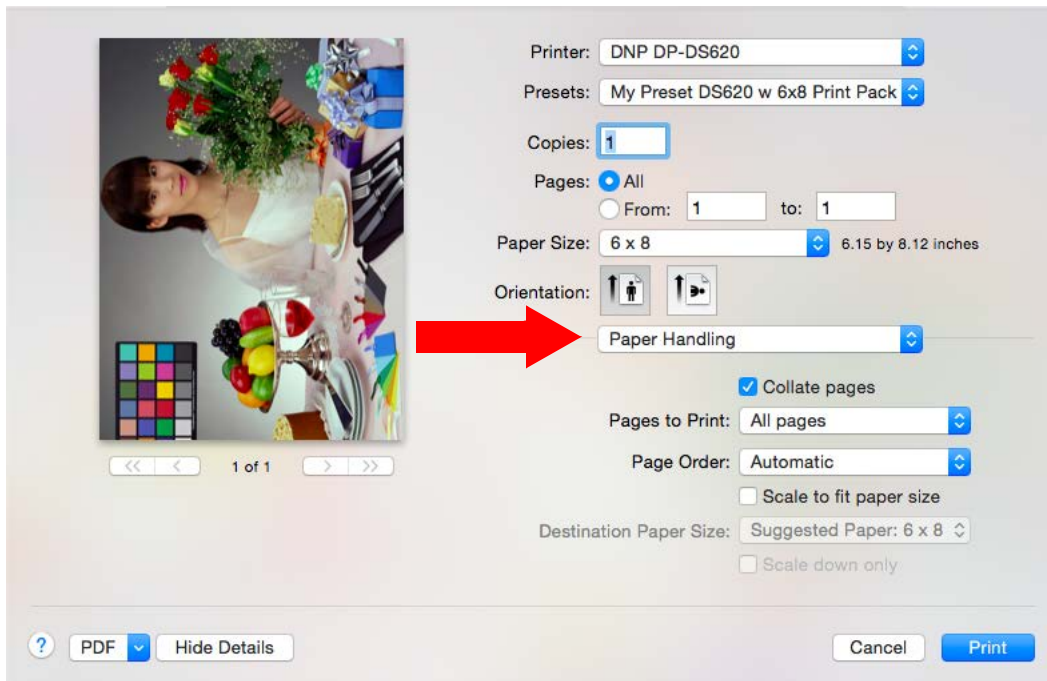 Printer: DNP DP-DS620
Presets: My Preset DS620 w 6x8 Print Pack
Copies: 1
Pages: All
From: 1 to: 1
Paper Size: 6 x 8 6.15 by 8.12 inches
Orientation:
Paper Handling
Collate pages
Pages to Print: All pages
Page Order: Automatic
Scale to fit paper size
Destination Paper Size: Suggested Paper: 6 x 8
Scale down only
<< < 1 of 1 > >>
? PDF Hide Details Cancel Print